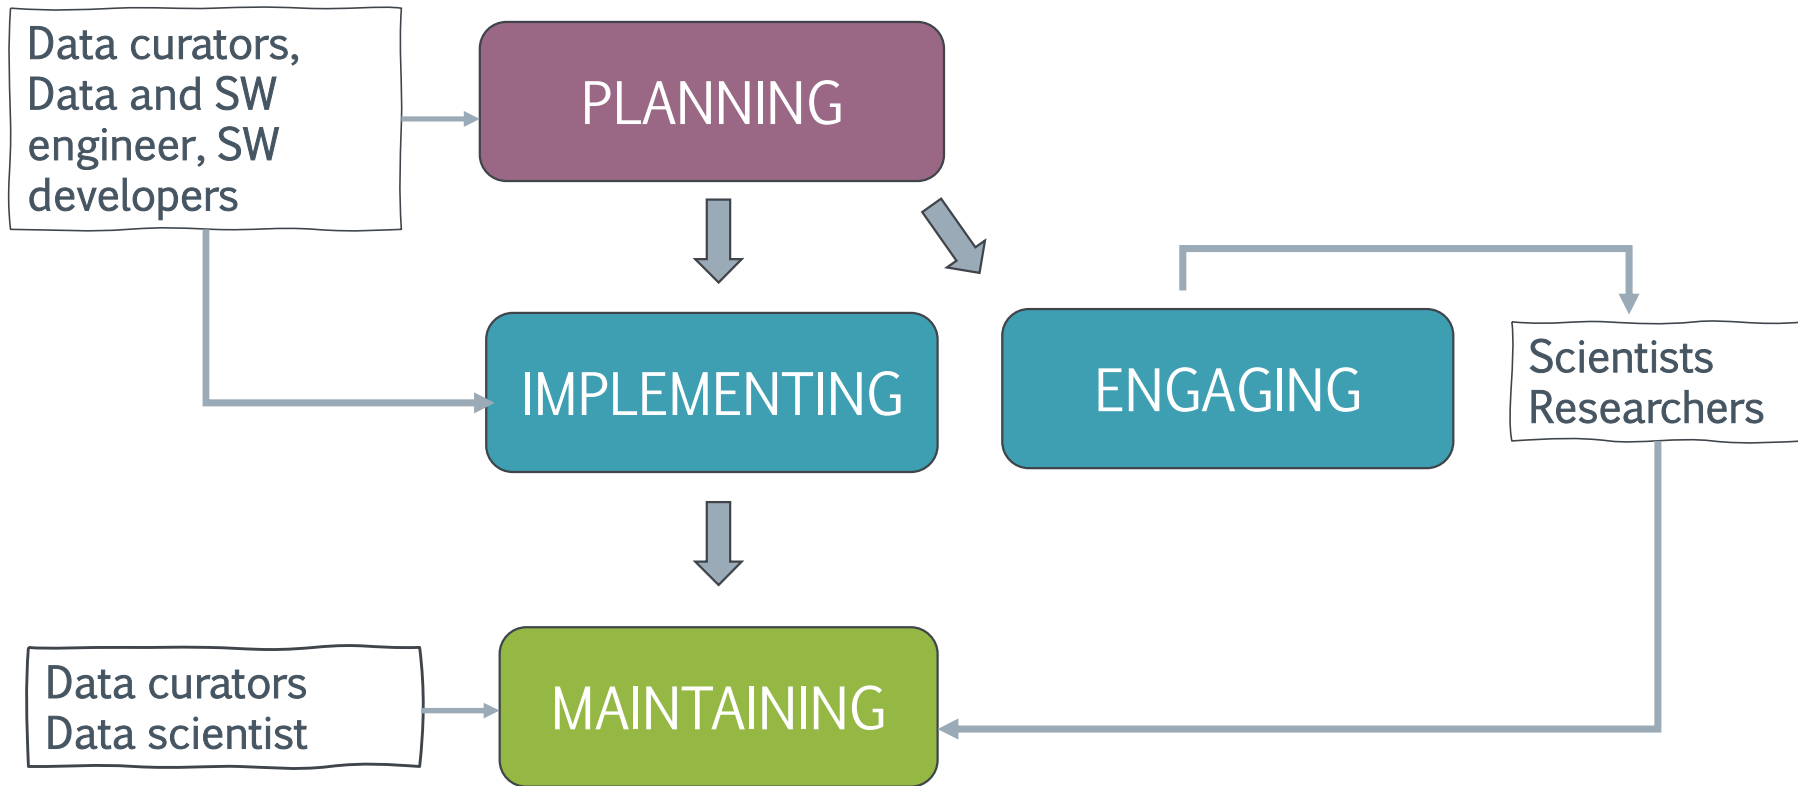 Data curators,
Data and SW
engineer, SW
developers
PLANNING
IMPLEMENTING
ENGAGING
Scientists
Researchers
Data curators
Data scientist
MAINTAINING